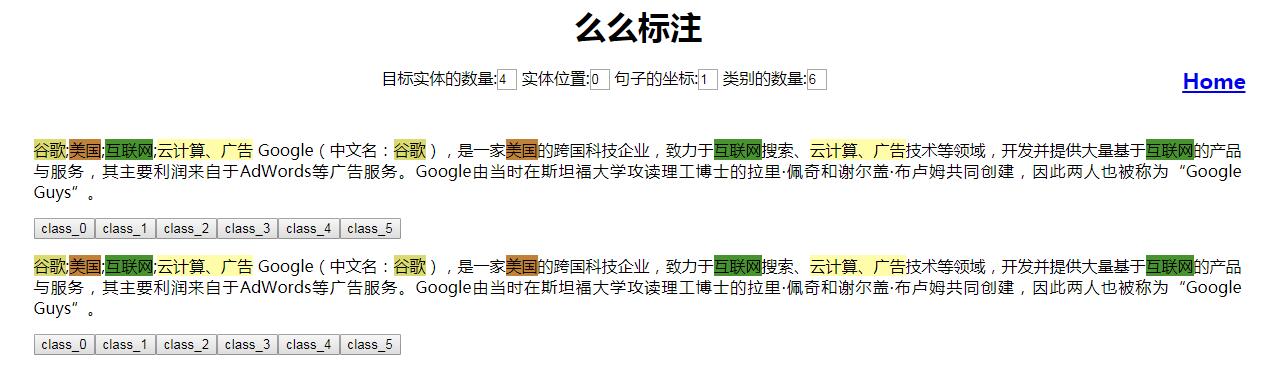 么么标注
目标实体的数量:4 实体位置:0 句子的坐标:1 类别的数量:6
Home
谷歌;美国;互联网;云计算、广告 Google（中文名：谷歌），是一家美国的跨国科技企业，致力于互联网搜索、云计算、广告技术等领域，开发并提供大量基于互联网的产品
与服务，其主要利润来自于AdWords等广告服务。Google由当时在斯坦福大学攻读理工博士的拉里·佩奇和谢尔盖·布卢姆共同创建，因此两人也被称为“Google
Guys”。
class_0 class_1 class_2 class_3 class_4 class_5
谷歌;美国;互联网;云计算、广告 Google（中文名：谷歌），是一家美国的跨国科技企业，致力于互联网搜索、云计算、广告技术等领域，开发并提供大量基于互联网的产品
与服务，其主要利润来自于AdWords等广告服务。Google由当时在斯坦福大学攻读理工博士的拉里·佩奇和谢尔盖·布卢姆共同创建，因此两人也被称为“Google
Guys”。
class_0 class_1 class_2 class_3 class_4 class_5